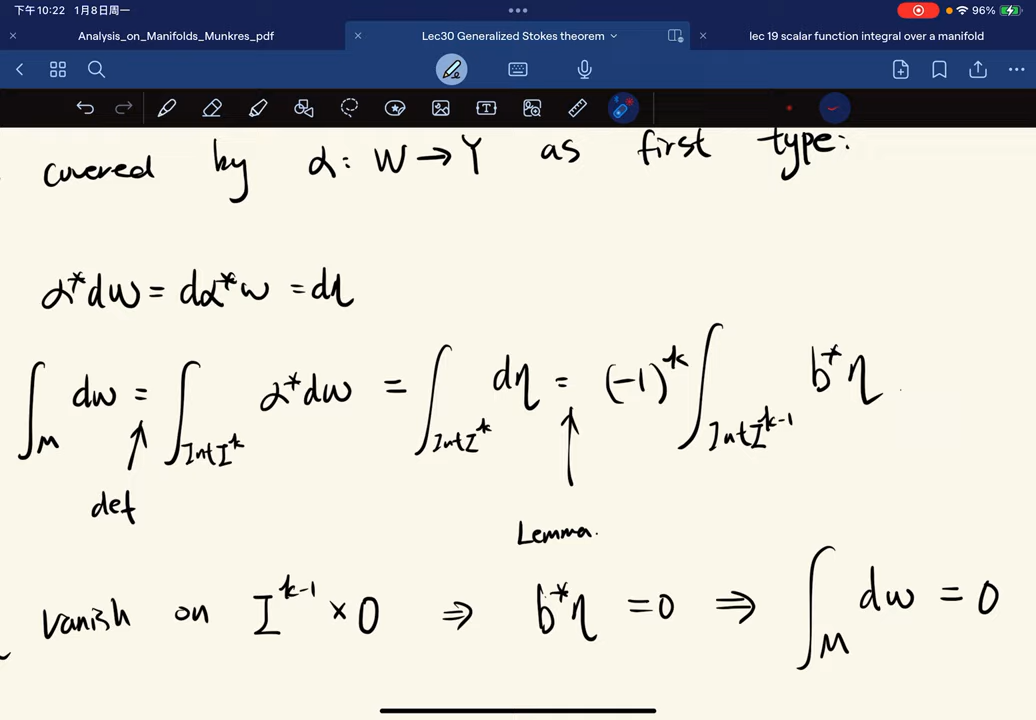 下午10:22 1月8日周一
96%
Analysis_on_Manifolds_Munkres_pdf
Lec30 Generalized Stokes theorem
lec 19 scalar function integral over a manifold
covered by α: W → Y as first type:
α*dω = dα*ω = dη
∫_M dω = ∫_{Int I^k} α*dω = ∫_{Int I^k} dη = (-1)^k ∫_{Int I^{k-1}} b*η
def
Lemma.
vanish on I^{k-1} × 0 ⇒ b*η = 0 ⇒ ∫_M dω = 0